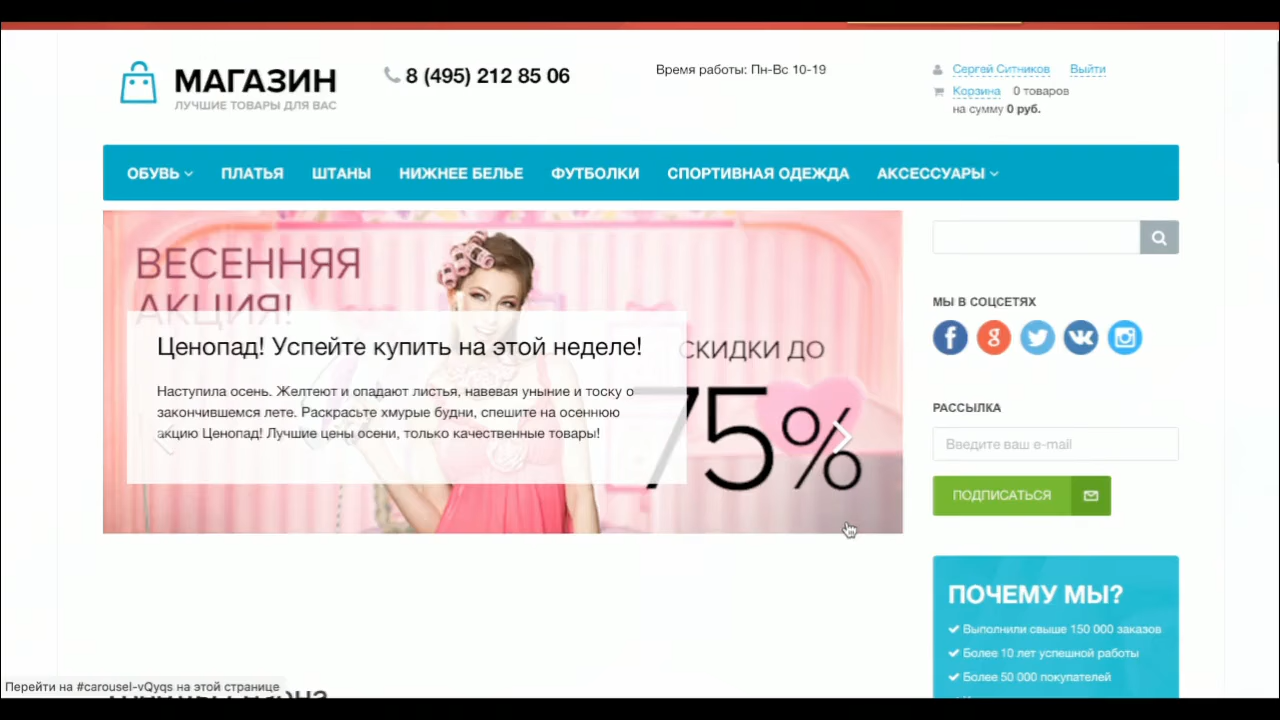 МАГАЗИН
ЛУЧШИЕ ТОВАРЫ ДЛЯ ВАС
8 (495) 212 85 06
Время работы: Пн-Вс 10-19
Сергей Ситников Выйти
Корзина 0 товаров
на сумму 0 руб.
ОБУВЬ ПЛАТЬЯ ШТАНЫ НИЖНЕЕ БЕЛЬЕ ФУТБОЛКИ СПОРТИВНАЯ ОДЕЖДА АКСЕССУАРЫ
ВЕСЕННЯЯ
АКЦИЯ!
Ценопад! Успейте купить на этой неделе!
Наступила осень. Желтеют и опадают листья, навевая уныние и тоску о
закончившемся лете. Раскрасьте хмурые будни, спешите на осеннюю
акцию Ценопад! Лучшие цены осени, только качественные товары!
СКИДКИ ДО
75%
МЫ В СОЦСЕТЯХ
РАССЫЛКА
Введите ваш e-mail
ПОДПИСАТЬСЯ
ПОЧЕМУ МЫ?
Выполнили свыше 150 000 заказов
Более 10 лет успешной работы
Более 50 000 покупателей
Перейти на #carousel-vQyqs на этой странице